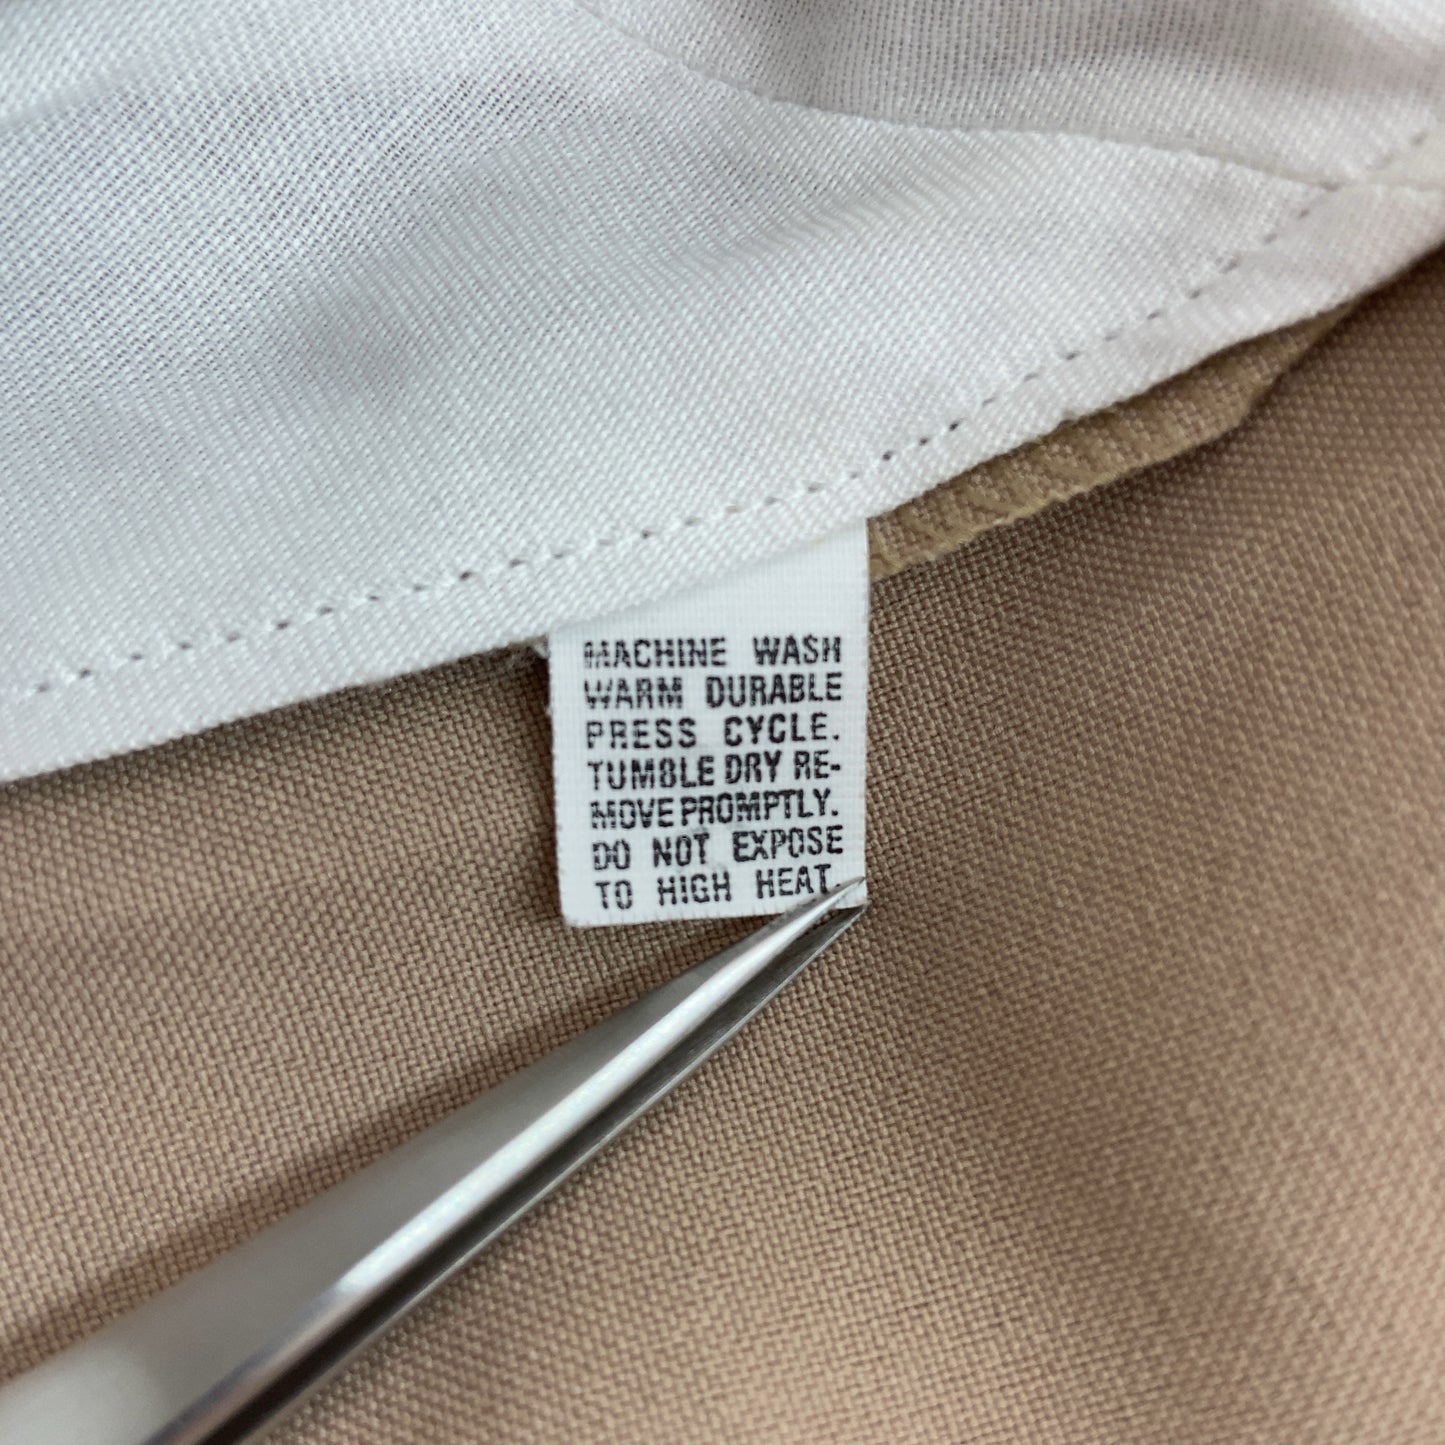 MACHINE WASH
WARM DURABLE
PRESS CYCLE.
TUMBLE DRY RE-
MOVE PROMPTLY.
DO NOT EXPOSE
TO HIGH HEAT.